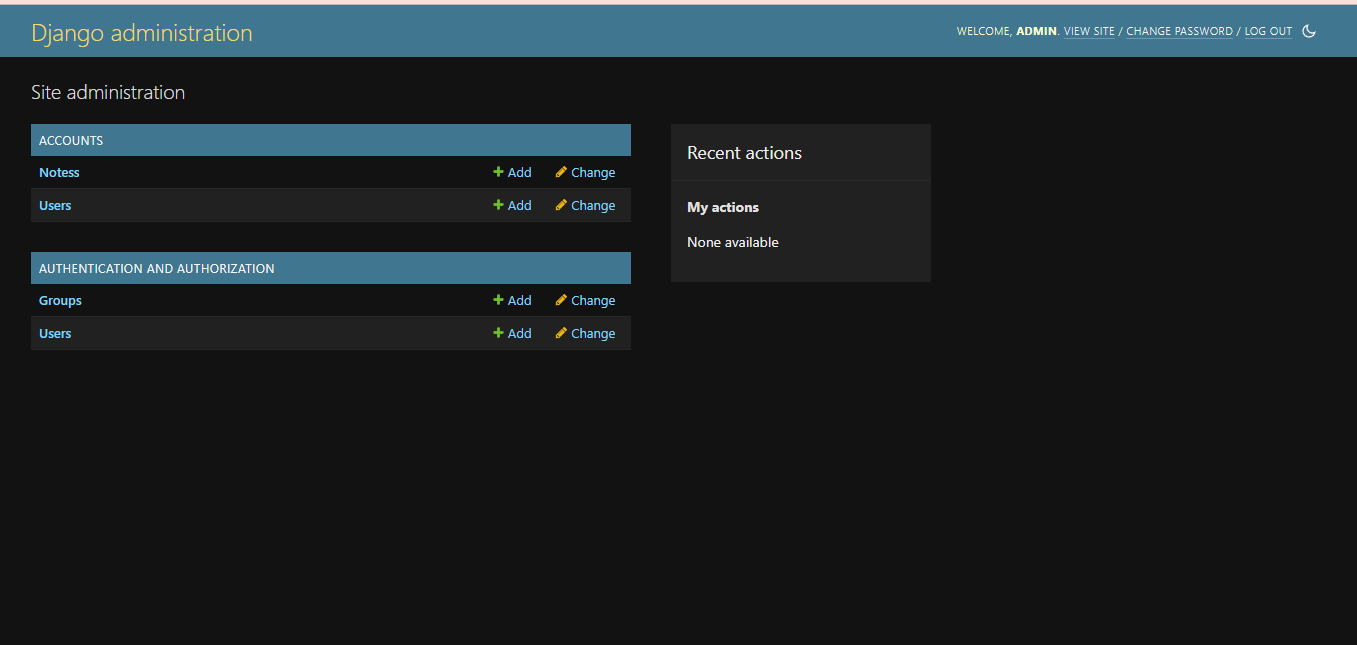 Django administration
WELCOME, ADMIN. VIEW SITE / CHANGE PASSWORD / LOG OUT
Site administration
ACCOUNTS
Notess Add Change
Users Add Change
AUTHENTICATION AND AUTHORIZATION
Groups Add Change
Users Add Change
Recent actions
My actions
None available